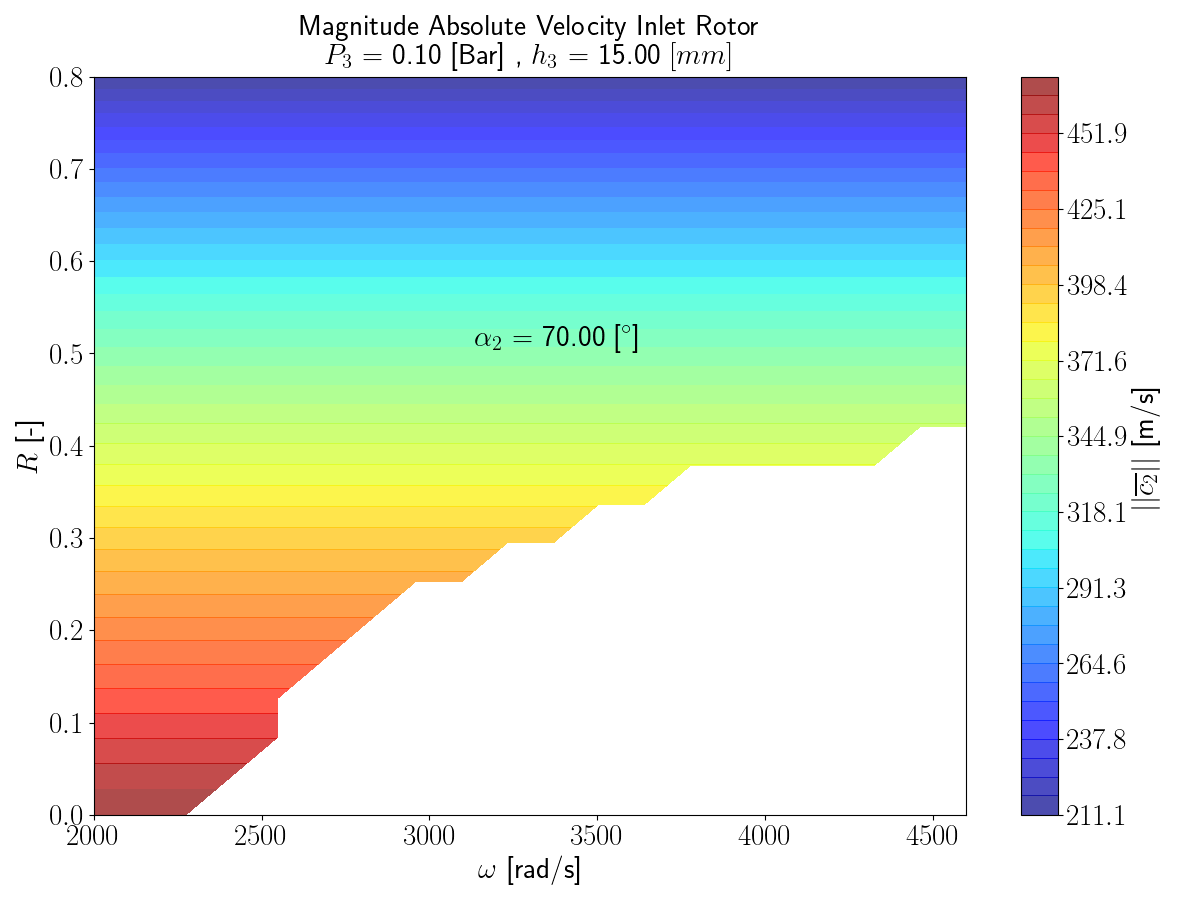 Magnitude Absolute Velocity Inlet Rotor
P₃ = 0.10 [Bar] , h₃ = 15.00 [mm]
0.8
0.7
0.6
0.5
0.4
0.3
0.2
0.1
0.0
R [-]
α₂ = 70.00 [°]
2000 2500 3000 3500 4000 4500
ω [rad/s]
451.9
425.1
398.4
371.6
344.9
318.1
291.3
264.6
237.8
211.1
||c̅₂|| [m/s]